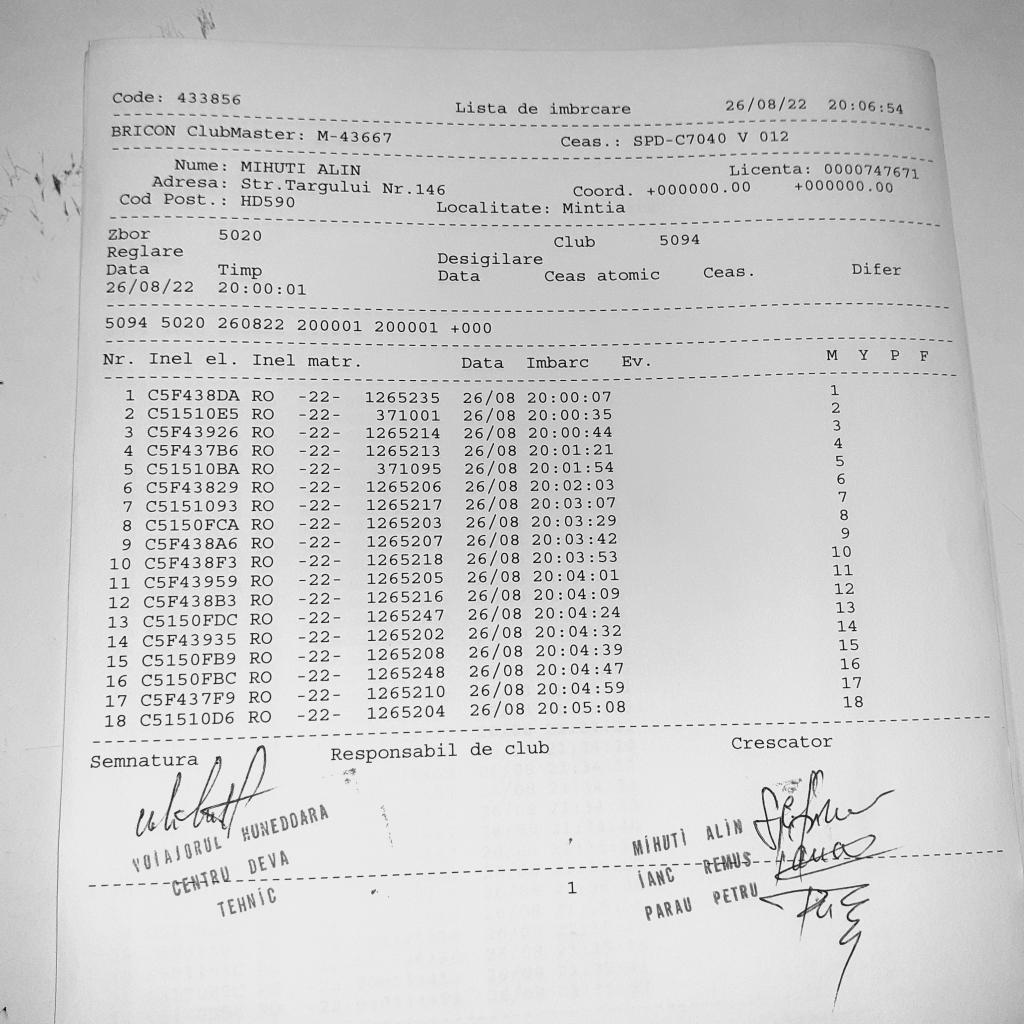 Code: 433856 Lista de imbrcare 26/08/22 20:06:54
BRICON ClubMaster: M-43667 Ceas.: SPD-C7040 V 012
Nume: MIHUTI ALIN Licenta: 0000747671
Adresa: Str.Targului Nr.146 Coord. +000000.00 +000000.00
Cod Post.: HD590 Localitate: Mintia
Zbor 5020 Club 5094
Reglare Desigilare
Data Timp Data Ceas atomic Ceas. Difer
26/08/22 20:00:01
5094 5020 260822 200001 200001 +000
Nr. Inel el. Inel matr. Data Imbarc Ev. M Y P F
1 C5F438DA RO -22- 1265235 26/08 20:00:07 1
2 C51510E5 RO -22- 371001 26/08 20:00:35 2
3 C5F43926 RO -22- 1265214 26/08 20:00:44 3
4 C5F437B6 RO -22- 1265213 26/08 20:01:21 4
5 C51510BA RO -22- 371095 26/08 20:01:54 5
6 C5F43829 RO -22- 1265206 26/08 20:02:03 6
7 C5151093 RO -22- 1265217 26/08 20:03:07 7
8 C5150FCA RO -22- 1265203 26/08 20:03:29 8
9 C5F438A6 RO -22- 1265207 26/08 20:03:42 9
10 C5F438F3 RO -22- 1265218 26/08 20:03:53 10
11 C5F43959 RO -22- 1265205 26/08 20:04:01 11
12 C5F438B3 RO -22- 1265216 26/08 20:04:09 12
13 C5150FDC RO -22- 1265247 26/08 20:04:24 13
14 C5F43935 RO -22- 1265202 26/08 20:04:32 14
15 C5150FB9 RO -22- 1265208 26/08 20:04:39 15
16 C5150FBC RO -22- 1265248 26/08 20:04:47 16
17 C5F437F9 RO -22- 1265210 26/08 20:04:59 17
18 C51510D6 RO -22- 1265204 26/08 20:05:08 18
Semnatura Responsabil de club Crescator
VOIAJORUL HUNEDOARA
CENTRU DEVA
TEHNIC
MIHUTI ALIN
IANC REMUS
PARAU PETRU
1